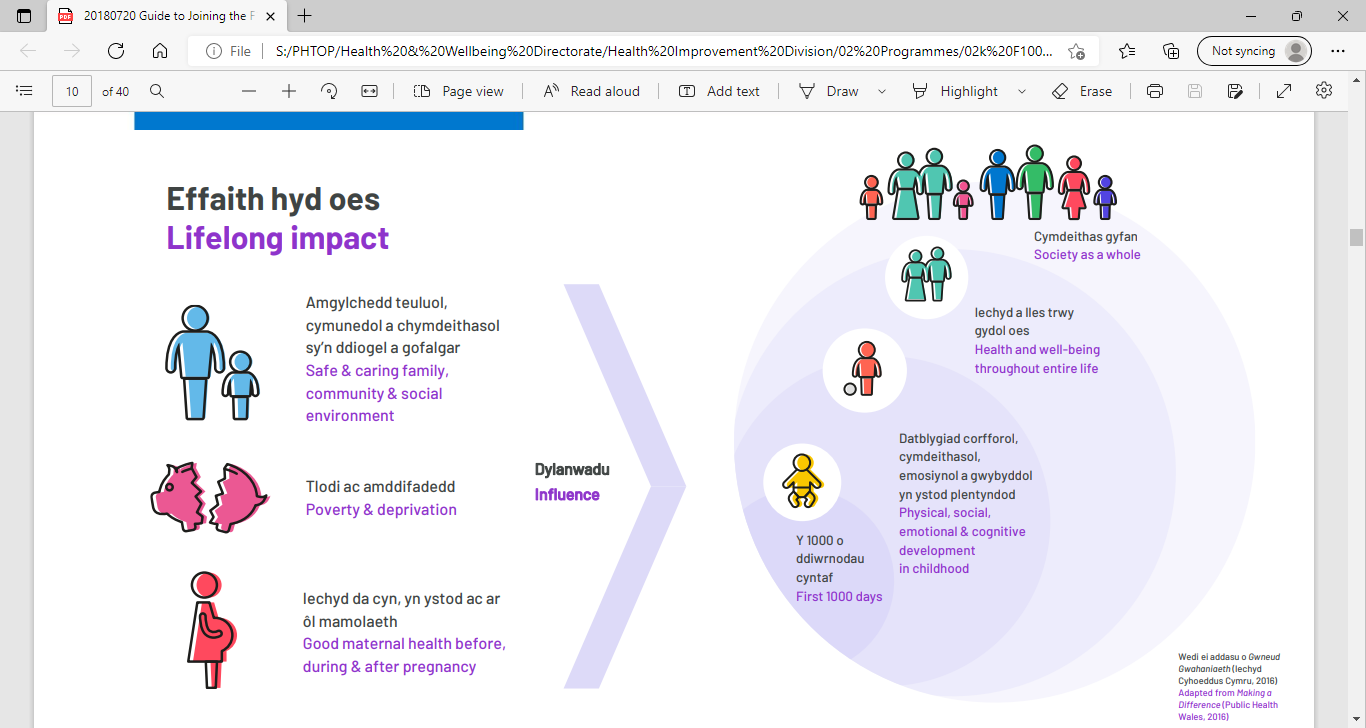 20180720 Guide to Joining the F
File
S:/PHTOP/Health%20&%20Wellbeing%20Directorate/Health%20Improvement%20Division/02%20Programmes/02k%20F100...
Not syncing
10
of 40
Page view
Read aloud
Add text
Draw
Highlight
Erase
Effaith hyd oes
Lifelong impact
Amgylchedd teuluol,
cymunedol a chymdeithasol
sy’n ddiogel a gofalgar
Safe & caring family,
community & social
environment
Tlodi ac amddifadedd
Poverty & deprivation
Iechyd da cyn, yn ystod ac ar
ôl mamolaeth
Good maternal health before,
during & after pregnancy
Dylanwadu
Influence
Cymdeithas gyfan
Society as a whole
Iechyd a lles trwy
gydol oes
Health and well-being
throughout entire life
Datblygiad corfforol,
cymdeithasol,
emosiynol a gwybyddol
yn ystod plentyndod
Physical, social,
emotional & cognitive
development
in childhood
Y 1000 o
ddiwrnodau
cyntaf
First 1000 days
Wedi ei addasu o Gwneud
Gwahaniaeth (Iechyd
Cyhoeddus Cymru, 2016)
Adapted from Making a
Difference (Public Health
Wales, 2016)